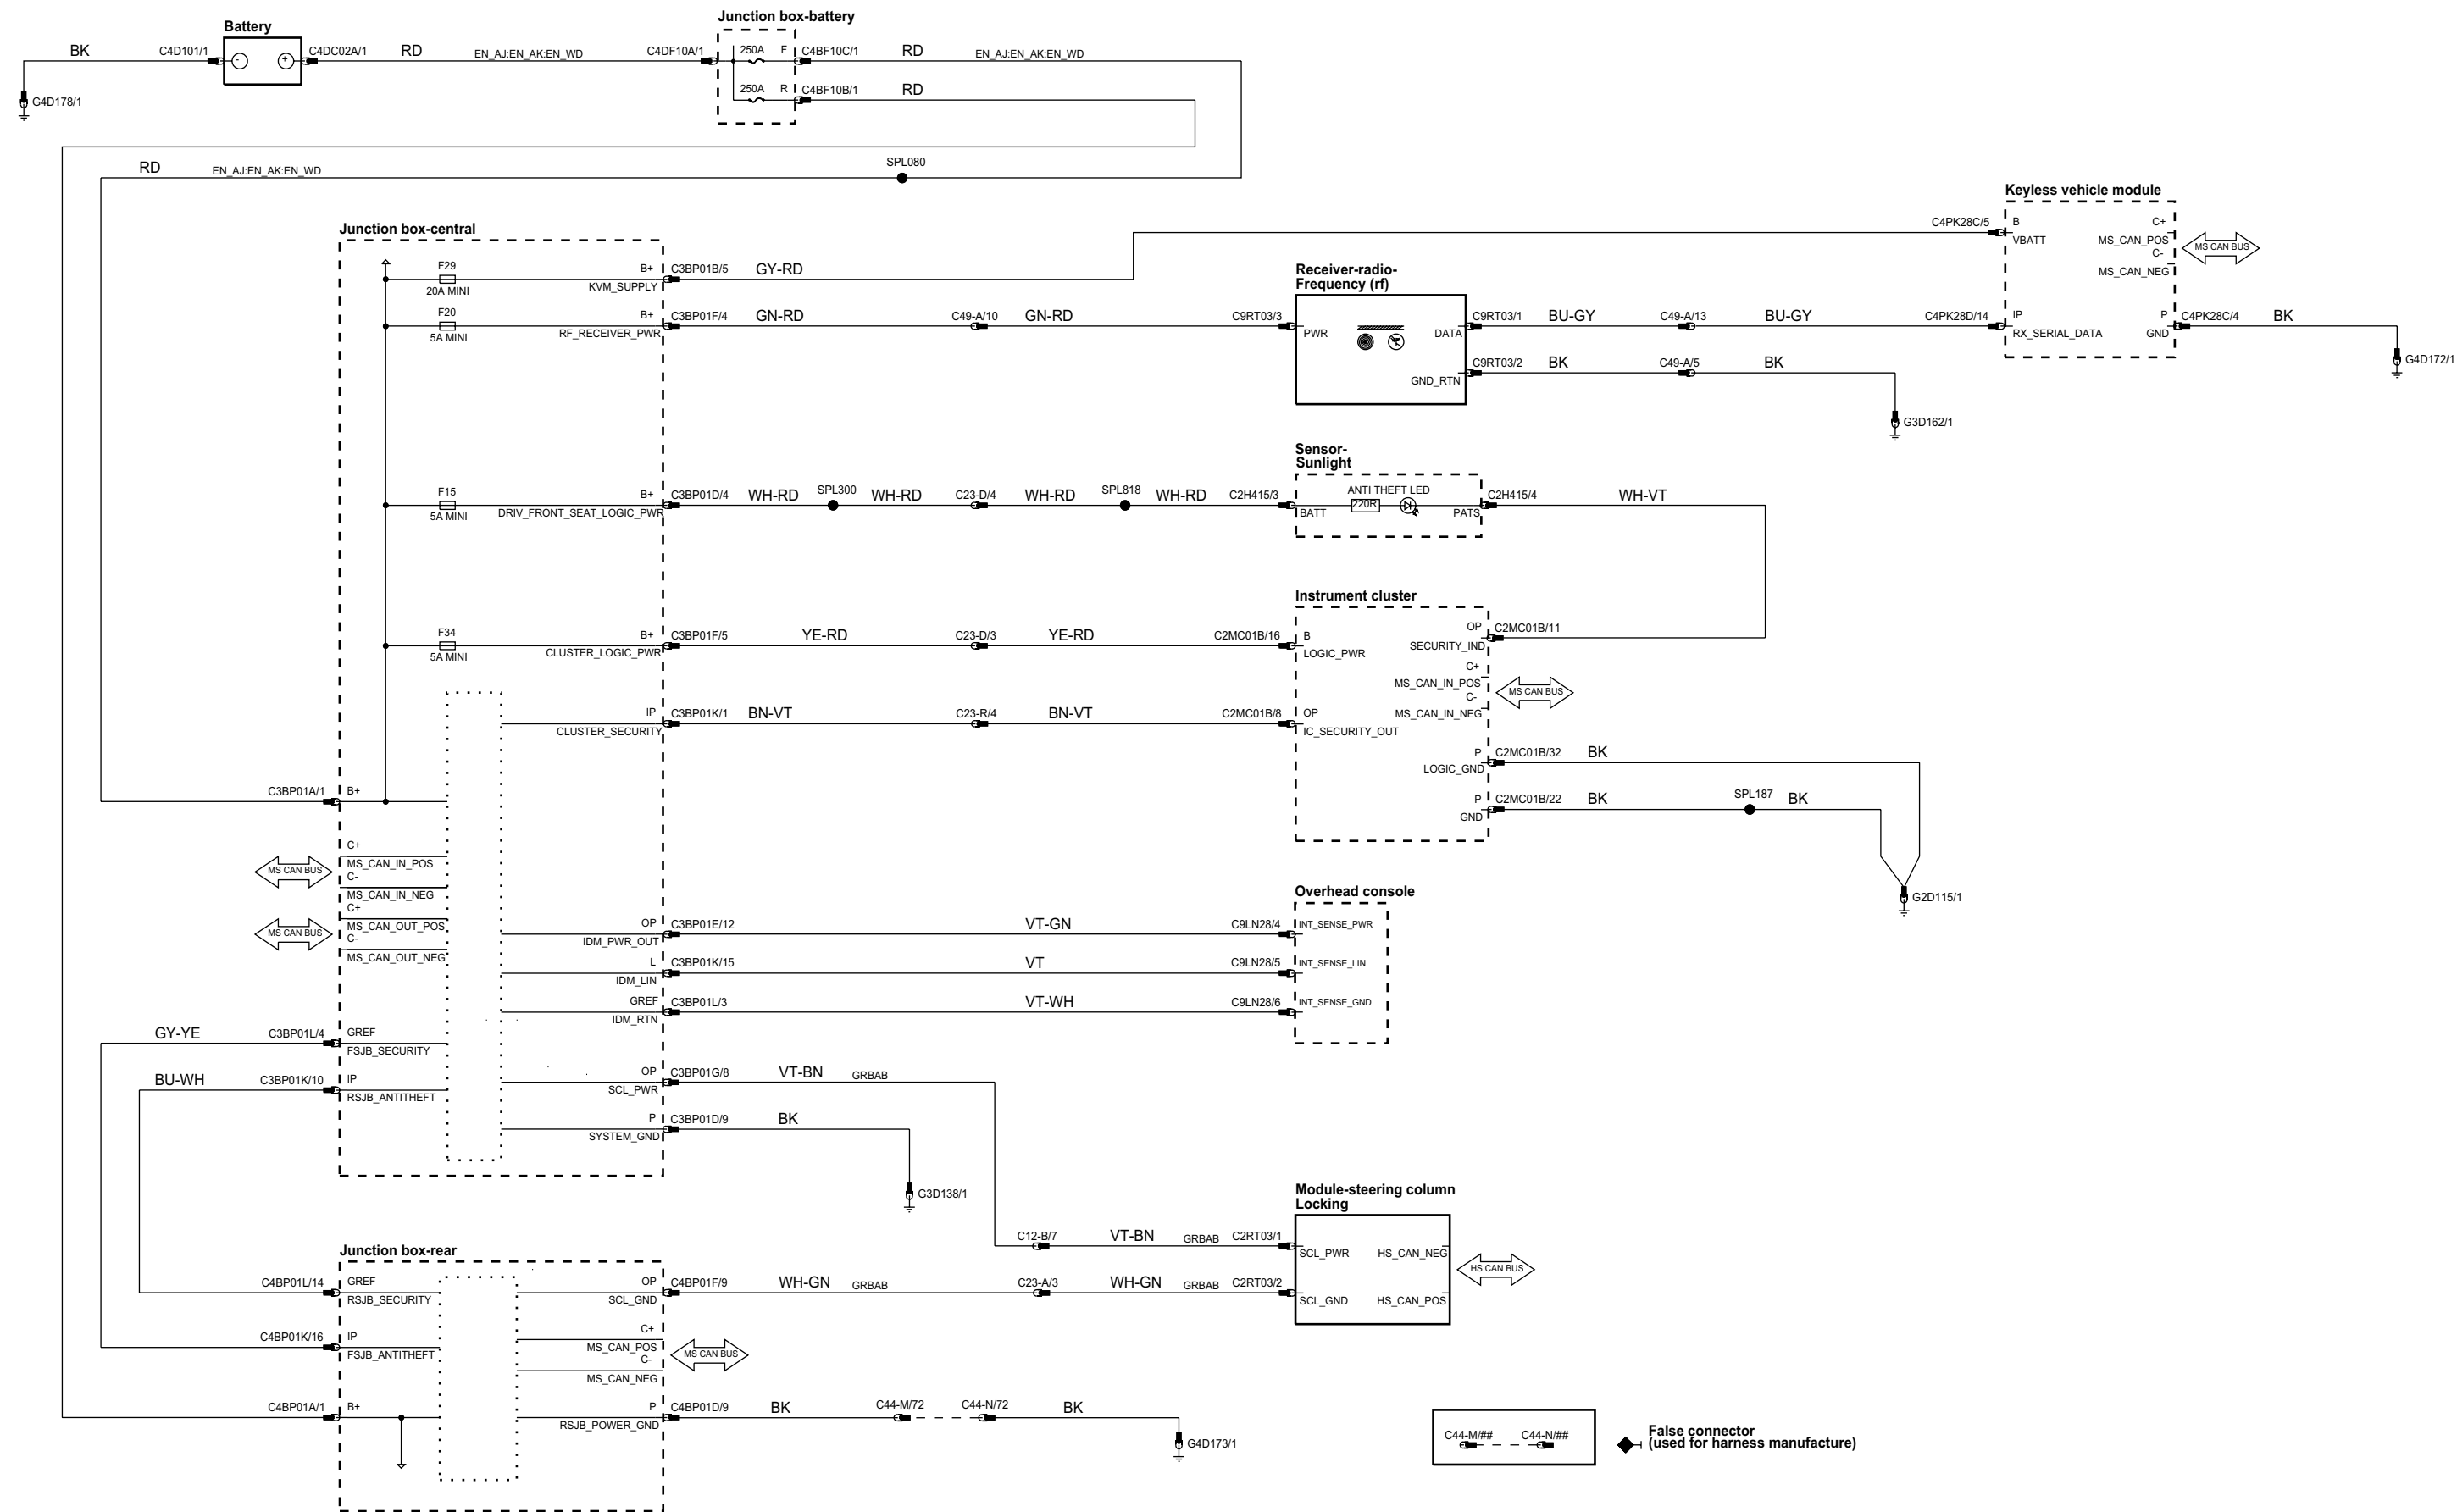 Battery
Junction box-battery
BK
C4D101/1
-
+
C4DC02A/1
RD
EN_AJ:EN_AK:EN_WD
C4DF10A/1
250A
F
C4BF10C/1
RD
EN_AJ:EN_AK:EN_WD
250A
R
C4BF10B/1
RD
G4D178/1
RD
EN_AJ:EN_AK:EN_WD
SPL080
Junction box-central
F29
20A MINI
B+
KVM_SUPPLY
C3BP01B/5
GY-RD
F20
5A MINI
B+
RF_RECEIVER_PWR
C3BP01F/4
GN-RD
C49-A/10
GN-RD
C9RT03/3
Receiver-radio-
Frequency (rf)
PWR
DATA
GND_RTN
C9RT03/1
BU-GY
C49-A/13
BU-GY
C4PK28D/14
C9RT03/2
BK
C49-A/5
BK
G3D162/1
Keyless vehicle module
C4PK28C/5
B
VBATT
C+
MS_CAN_POS
C-
MS_CAN_NEG
MS CAN BUS
IP
RX_SERIAL_DATA
P
GND
C4PK28C/4
BK
G4D172/1
F15
5A MINI
B+
DRIV_FRONT_SEAT_LOGIC_PWR
C3BP01D/4
WH-RD
SPL300
WH-RD
C23-D/4
WH-RD
SPL818
WH-RD
C2H415/3
Sensor-
Sunlight
ANTI THEFT LED
BATT
220R
PATS
C2H415/4
WH-VT
F34
5A MINI
B+
CLUSTER_LOGIC_PWR
C3BP01F/5
YE-RD
C23-D/3
YE-RD
C2MC01B/16
Instrument cluster
B
LOGIC_PWR
OP
SECURITY_IND
C2MC01B/11
C+
MS_CAN_IN_POS
C-
MS_CAN_IN_NEG
MS CAN BUS
IP
CLUSTER_SECURITY
C3BP01K/1
BN-VT
C23-R/4
BN-VT
C2MC01B/8
OP
IC_SECURITY_OUT
P
LOGIC_GND
C2MC01B/32
BK
P
GND
C2MC01B/22
BK
SPL187
BK
G2D115/1
C3BP01A/1
B+
MS CAN BUS
C+
MS_CAN_IN_POS
C-
MS_CAN_IN_NEG
MS CAN BUS
C+
MS_CAN_OUT_POS
C-
MS_CAN_OUT_NEG
OP
IDM_PWR_OUT
C3BP01E/12
VT-GN
C9LN28/4
Overhead console
INT_SENSE_PWR
L
IDM_LIN
C3BP01K/15
VT
C9LN28/5
INT_SENSE_LIN
GREF
IDM_RTN
C3BP01L/3
VT-WH
C9LN28/6
INT_SENSE_GND
GY-YE
C3BP01L/4
GREF
FSJB_SECURITY
BU-WH
C3BP01K/10
IP
RSJB_ANTITHEFT
OP
SCL_PWR
C3BP01G/8
VT-BN
GRBAB
P
SYSTEM_GND
C3BP01D/9
BK
G3D138/1
Module-steering column
Locking
C12-B/7
VT-BN
GRBAB
C2RT03/1
SCL_PWR
HS_CAN_NEG
HS CAN BUS
SCL_GND
HS_CAN_POS
Junction box-rear
C4BP01L/14
GREF
RSJB_SECURITY
OP
SCL_GND
C4BP01F/9
WH-GN
GRBAB
C23-A/3
WH-GN
GRBAB
C2RT03/2
C4BP01K/16
IP
FSJB_ANTITHEFT
C+
MS_CAN_POS
C-
MS_CAN_NEG
MS CAN BUS
C4BP01A/1
B+
P
RSJB_POWER_GND
C4BP01D/9
BK
C44-M/72
C44-N/72
BK
G4D173/1
C44-M/##
C44-N/##
False connector
(used for harness manufacture)